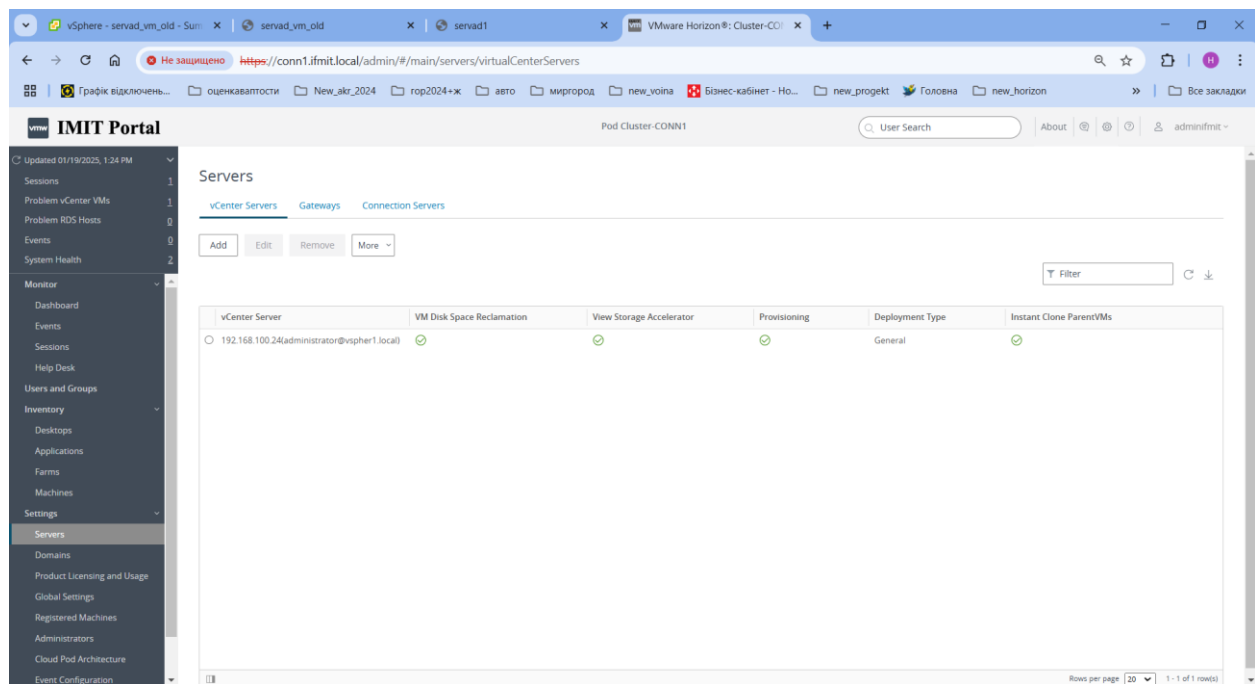 vSphere - servad_vm_old - Sum
servad_vm_old
servad1
VMware Horizon®: Cluster-CO
Не защищено
https://conn1.ifmit.local/admin/#/main/servers/virtualCenterServers
Н
Графік відключень...
оценкаваптости
New_akr_2024
гор2024+ж
авто
миргород
new_voina
Бізнес-кабінет - Но...
new_progekt
Головна
new_horizon
»
Все закладки
vmw
IMIT Portal
Pod Cluster-CONN1
User Search
About
adminifmit
Updated 01/19/2025, 1:24 PM
Sessions 1
Problem vCenter VMs 1
Problem RDS Hosts 0
Events 0
System Health 2
Monitor
Dashboard
Events
Sessions
Help Desk
Users and Groups
Inventory
Desktops
Applications
Farms
Machines
Settings
Servers
Domains
Product Licensing and Usage
Global Settings
Registered Machines
Administrators
Cloud Pod Architecture
Event Configuration
Servers
vCenter Servers Gateways Connection Servers
Add Edit Remove More
Filter
vCenter Server VM Disk Space Reclamation View Storage Accelerator Provisioning Deployment Type Instant Clone ParentVMs
192.168.100.24(administrator@vspher1.local) General
Rows per page 20 1 - 1 of 1 row(s)